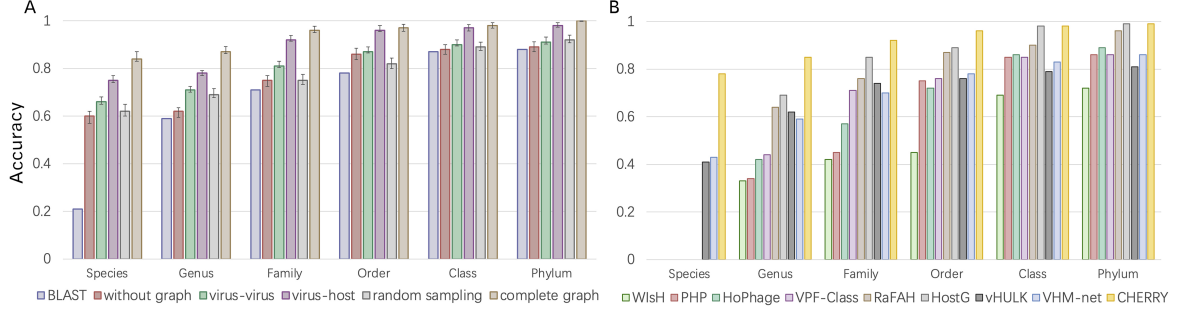 A
B
Accuracy
1
0.8
0.6
0.4
0.2
0
Species Genus Family Order Class Phylum
BLAST without graph virus-virus virus-host random sampling complete graph
1
0.8
0.6
0.4
0.2
0
Species Genus Family Order Class Phylum
WIsH PHP HoPhage VPF-Class RaFAH HostG vHULK VHM-net CHERRY